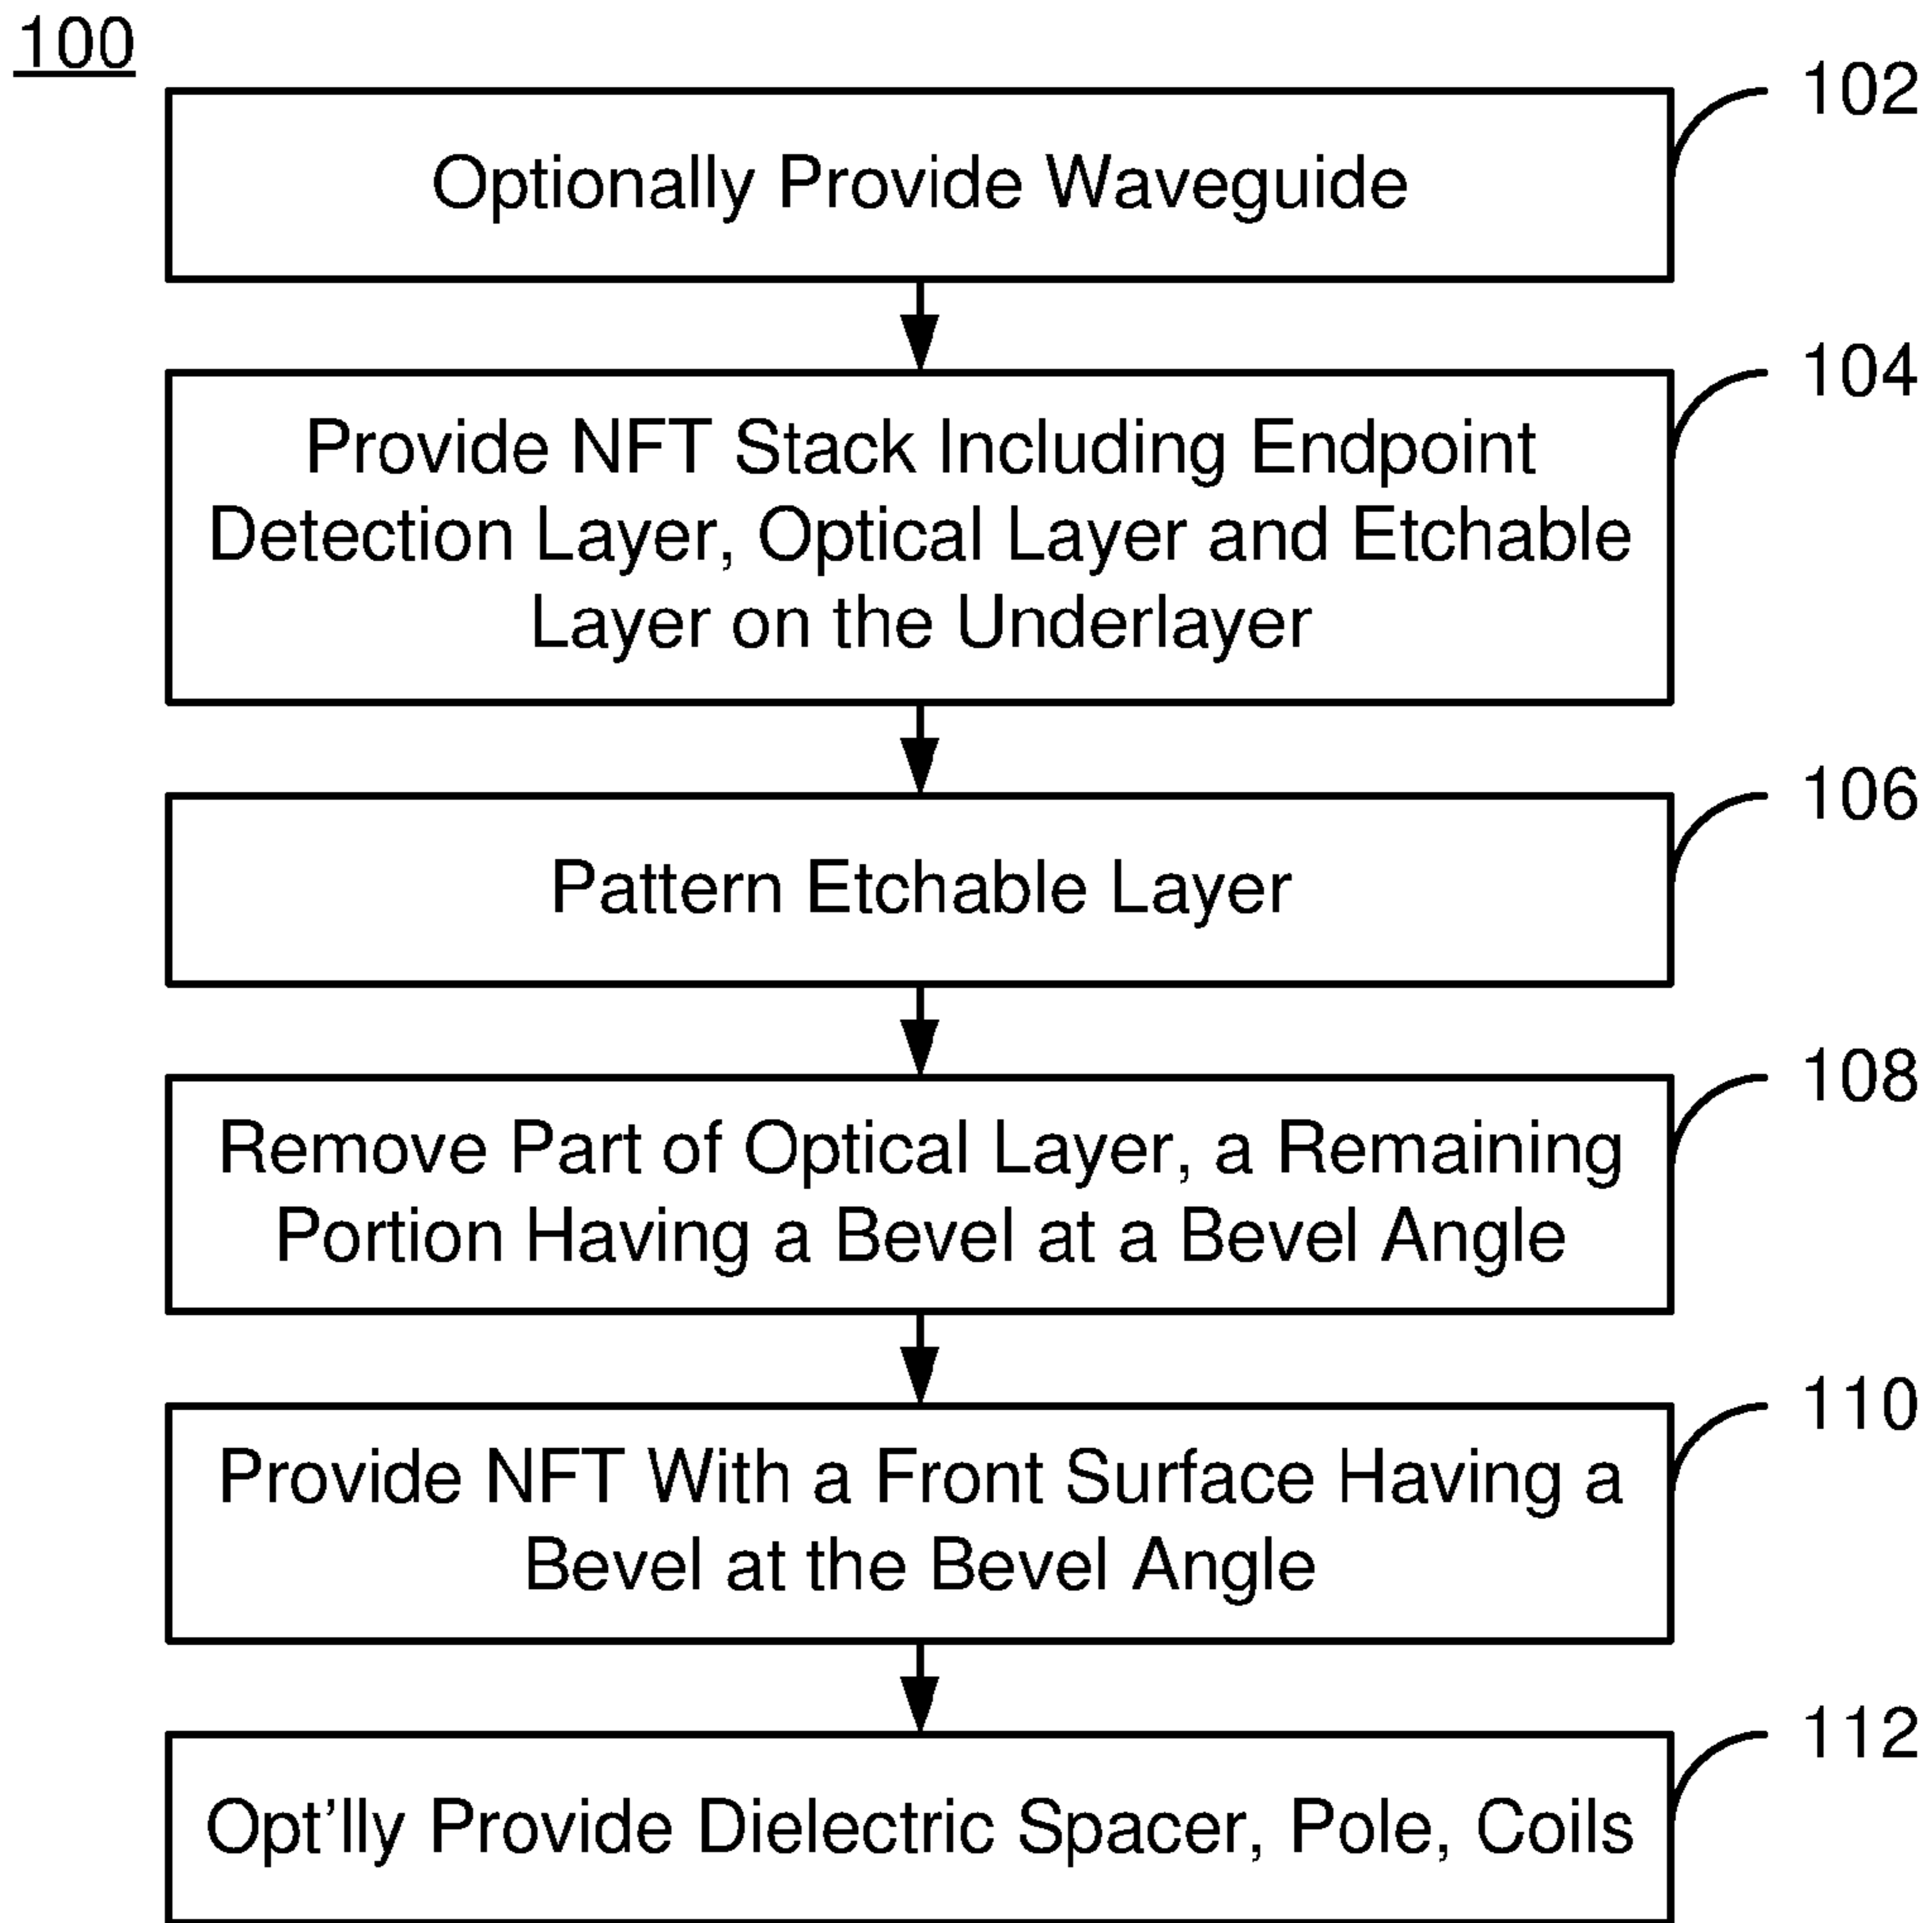 100
102
Optionally Provide Waveguide
104
Provide NFT Stack Including Endpoint
Detection Layer, Optical Layer and Etchable
Layer on the Underlayer
106
Pattern Etchable Layer
108
Remove Part of Optical Layer, a Remaining
Portion Having a Bevel at a Bevel Angle
110
Provide NFT With a Front Surface Having a
Bevel at the Bevel Angle
112
Opt’lly Provide Dielectric Spacer, Pole, Coils